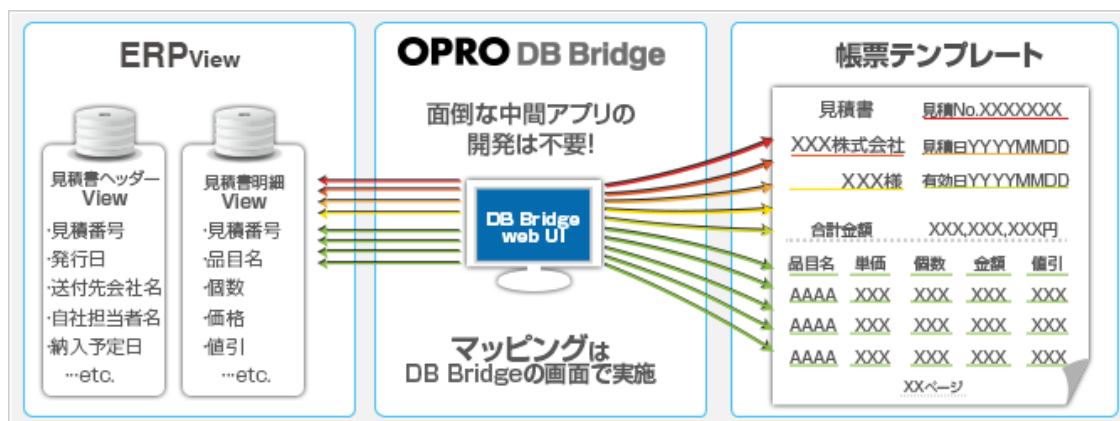 ERP View
見積書ヘッダー
View
・見積番号
・発行日
・送付先会社名
・自社担当者名
・納入予定日
…etc.
見積書明細
View
・見積番号
・品目名
・個数
・価格
・値引
…etc.
OPRO DB Bridge
面倒な中間アプリの
開発は不要!
DB Bridge
web UI
マッピングは
DB Bridgeの画面で実施
帳票テンプレート
見積書 見積No.XXXXXXX
XXX株式会社 見積日YYYYMMDD
XXX様 有効日YYYYMMDD
合計金額 XXX,XXX,XXX円
品目名 単価 個数 金額 値引
AAAA XXX XXX XXX XXX
AAAA XXX XXX XXX XXX
AAAA XXX XXX XXX XXX
XXページ